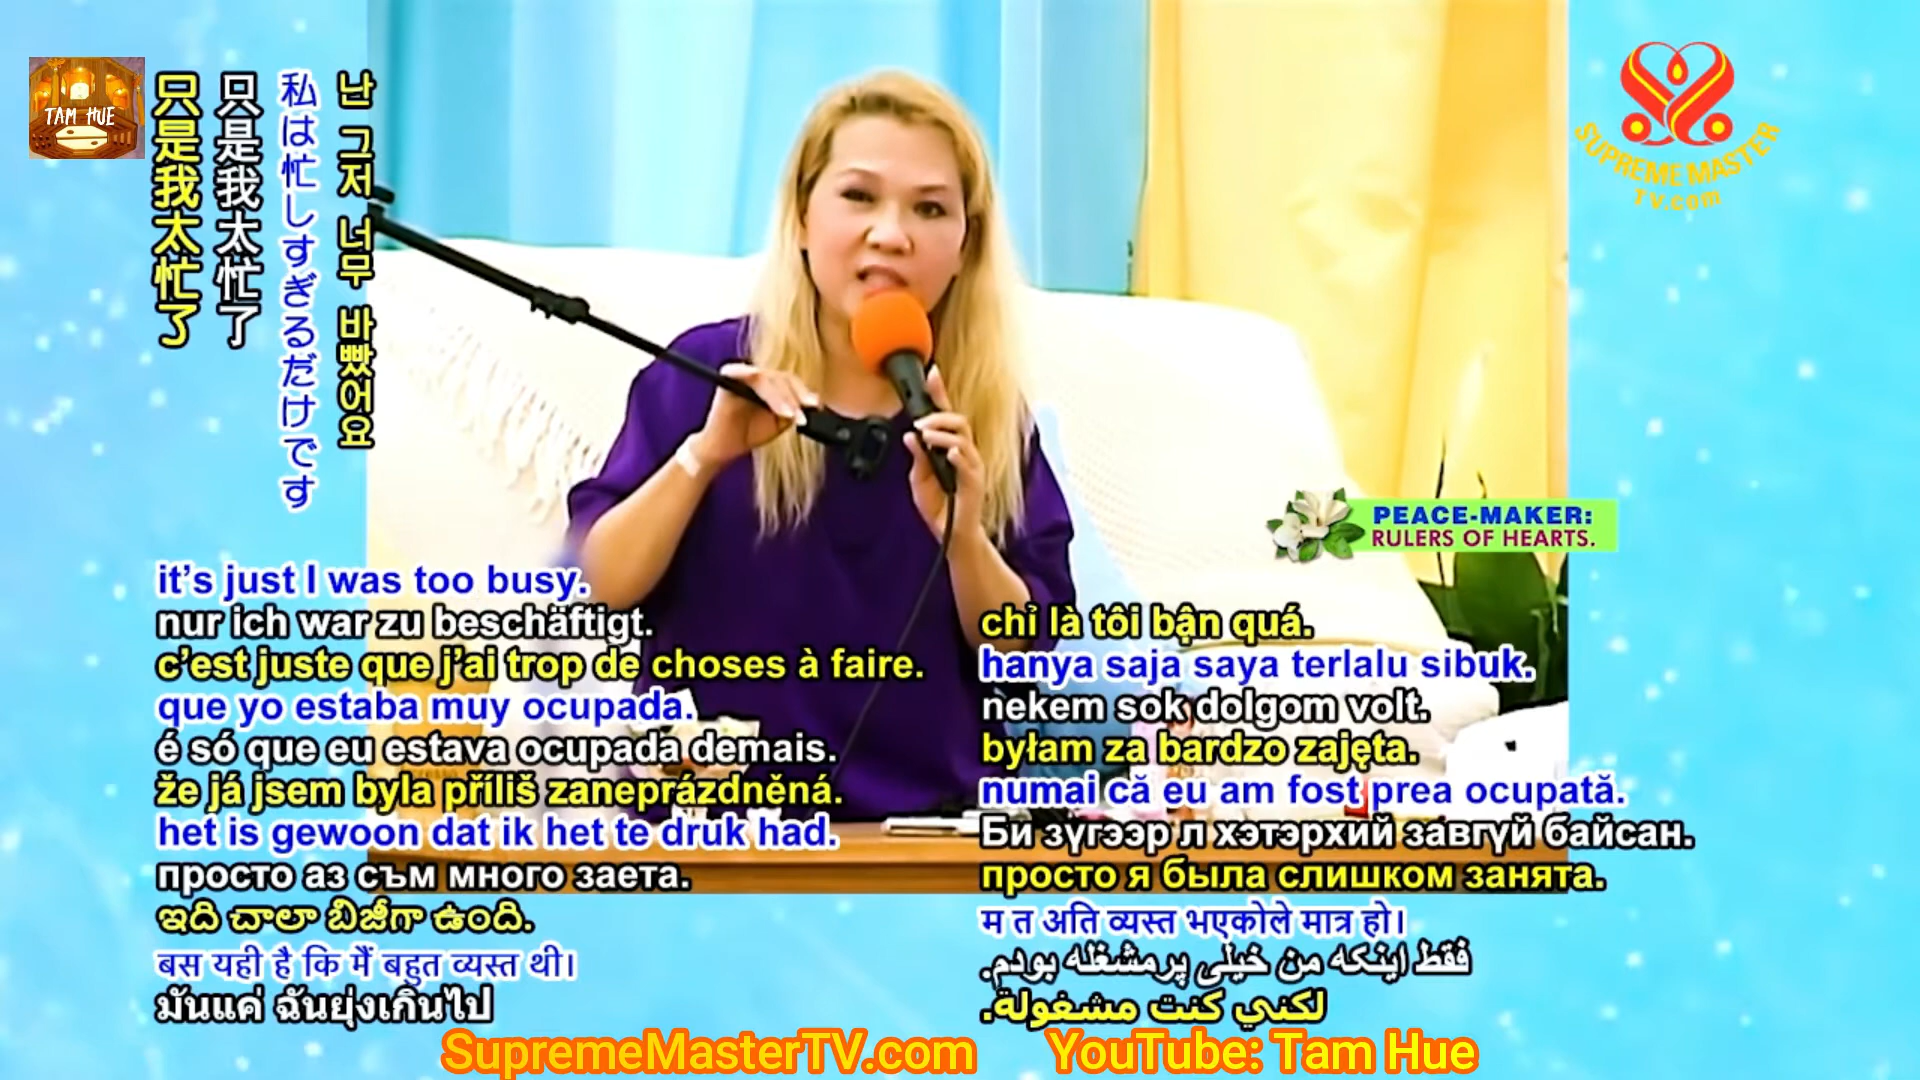 TAM HUE
只是我太忙了
只是我太忙了
私は忙しすぎるだけです
난 그저 너무 바빴어요
SUPREME MASTER
TV.com
PEACE-MAKER:
RULERS OF HEARTS.
it's just I was too busy.
nur ich war zu beschäftigt.
c'est juste que j'ai trop de choses à faire.
que yo estaba muy ocupada.
é só que eu estava ocupada demais.
že já jsem byla příliš zaneprázdněná.
het is gewoon dat ik het te druk had.
просто аз съм много заета.
ఇది చాలా బిజీగా ఉంది.
बस यही है कि मैं बहुत व्यस्त थी।
มันแค่ ฉันยุ่งเกินไป
chỉ là tôi bận quá.
hanya saja saya terlalu sibuk.
nekem sok dolgom volt.
byłam za bardzo zajęta.
numai că eu am fost prea ocupată.
Би зүгээр л хэтэрхий завгүй байсан.
просто я была слишком занята.
म त अति व्यस्त भएकोले मात्र हो।
فقط اینکه من خیلی پرمشغله بودم.
لكني كنت مشغولة.
SupremeMasterTV.com
YouTube: Tam Hue